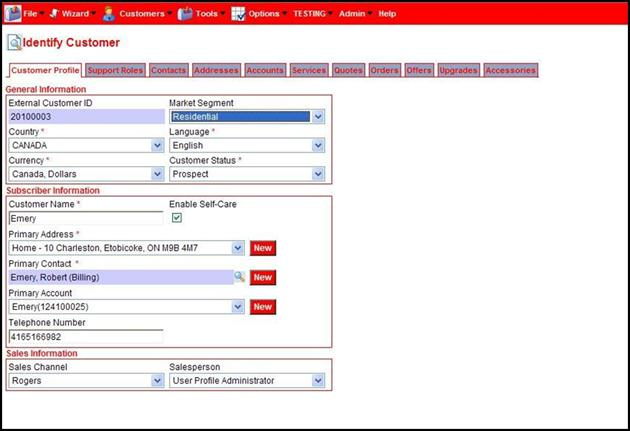 File Wizard Customers Tools Options TESTING Admin Help
Identify Customer
Customer Profile Support Roles Contacts Addresses Accounts Services Quotes Orders Offers Upgrades Accessories
General Information
External Customer ID Market Segment
20100003 Residential
Country * Language *
CANADA English
Currency * Customer Status *
Canada, Dollars Prospect
Subscriber Information
Customer Name * Enable Self-Care
Emery
Primary Address *
Home - 10 Charleston, Etobicoke, ON M9B 4M7 New
Primary Contact *
Emery, Robert (Billing) New
Primary Account
Emery(124100025) New
Telephone Number
4165166982
Sales Information
Sales Channel Salesperson
Rogers User Profile Administrator